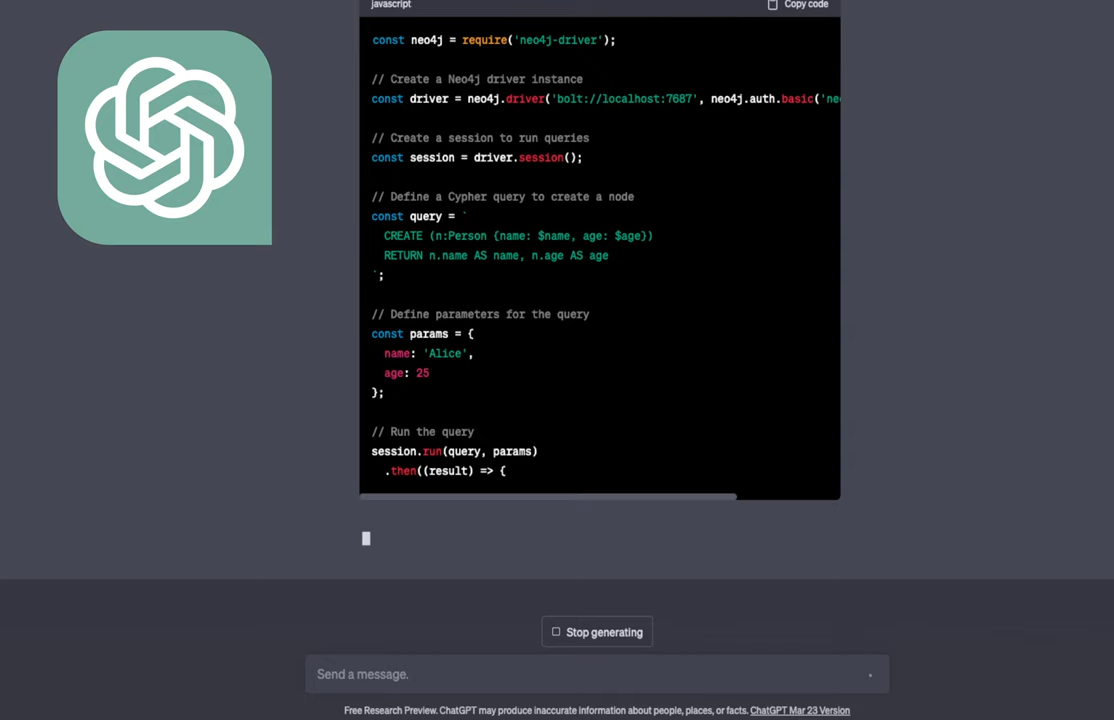 javascript
Copy code
const neo4j = require('neo4j-driver');
// Create a Neo4j driver instance
const driver = neo4j.driver('bolt://localhost:7687', neo4j.auth.basic('neo
// Create a session to run queries
const session = driver.session();
// Define a Cypher query to create a node
const query = `
CREATE (n:Person {name: $name, age: $age})
RETURN n.name AS name, n.age AS age
`;
// Define parameters for the query
const params = {
name: 'Alice',
age: 25
};
// Run the query
session.run(query, params)
.then((result) => {
Stop generating
Send a message.
Free Research Preview. ChatGPT may produce inaccurate information about people, places, or facts. ChatGPT Mar 23 Version